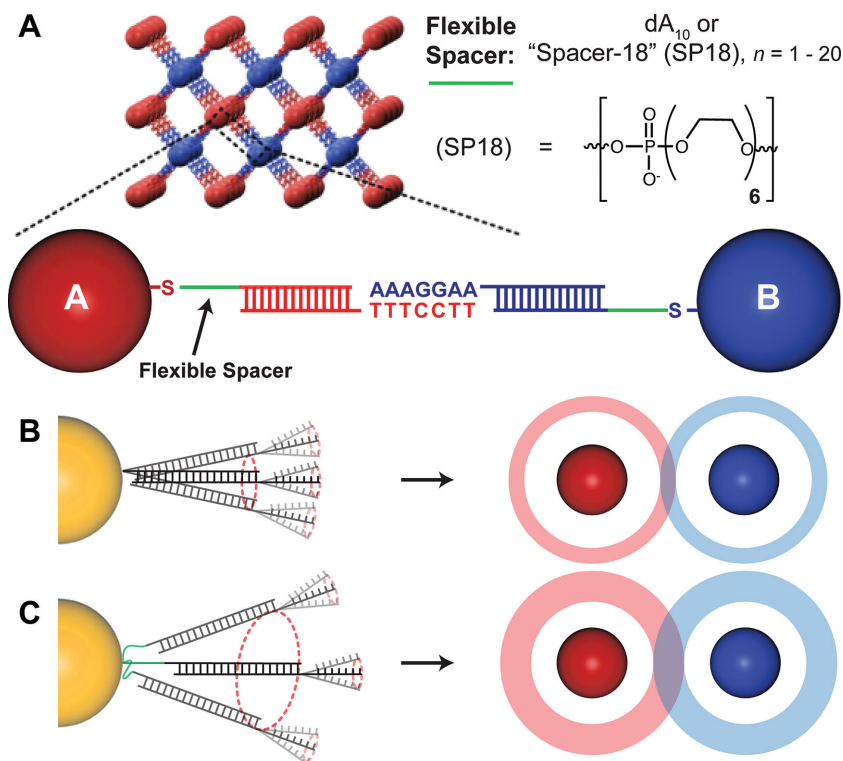 A
Flexible
Spacer:
dA10 or
“Spacer-18” (SP18), n = 1 - 20
(SP18) =
O
O P O O
O-
6
A
S
AAAGGAA
TTTCCTT
S
B
Flexible Spacer
B
C